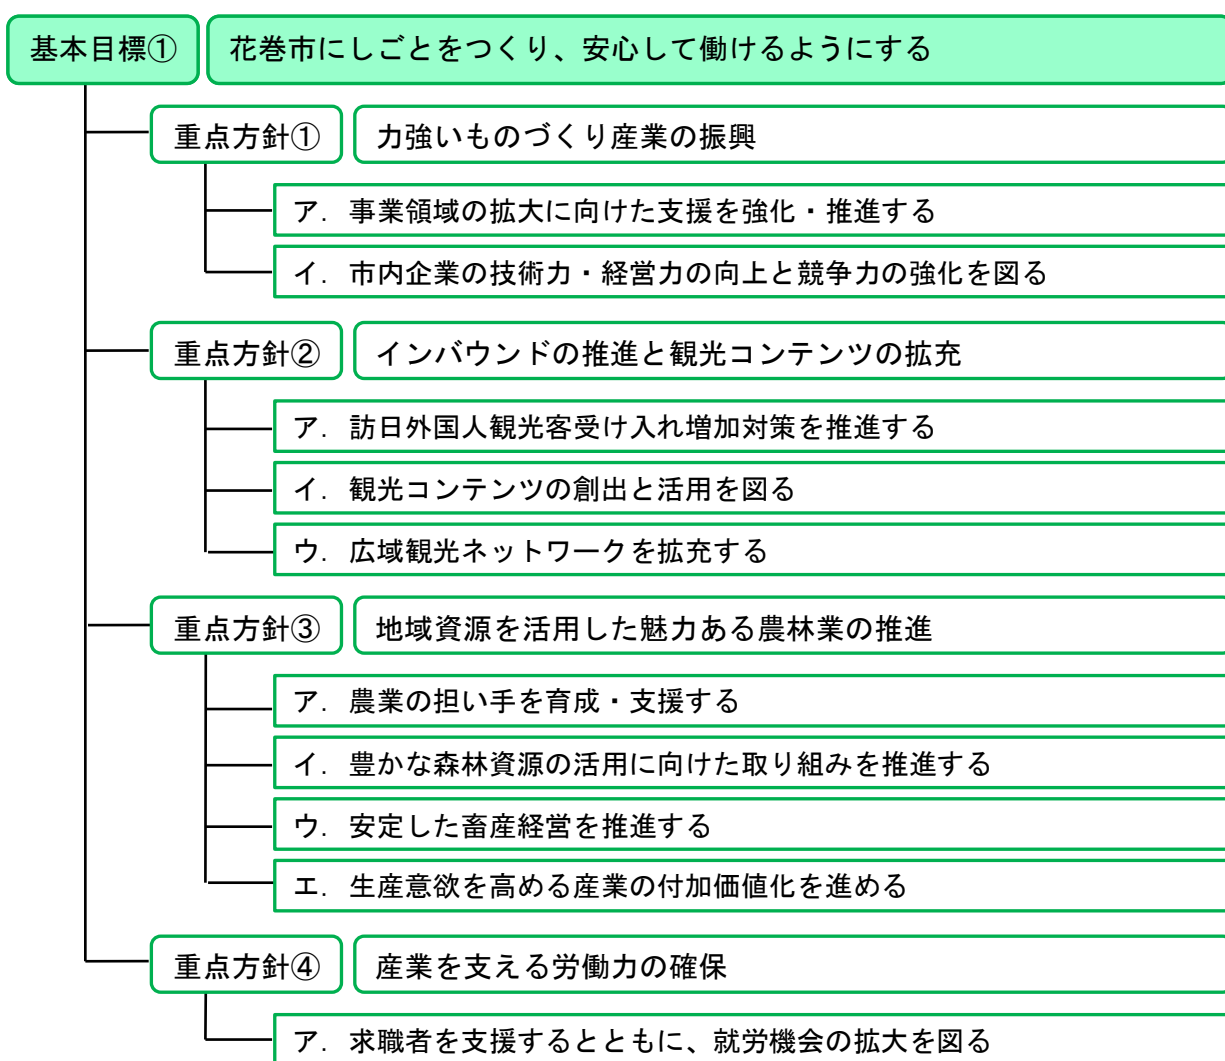 基本目標① 花巻市にしごとをつくり、安心して働けるようにする
重点方針① 力強いものづくり産業の振興
ア．事業領域の拡大に向けた支援を強化・推進する
イ．市内企業の技術力・経営力の向上と競争力の強化を図る
重点方針② インバウンドの推進と観光コンテンツの拡充
ア．訪日外国人観光客受け入れ増加対策を推進する
イ．観光コンテンツの創出と活用を図る
ウ．広域観光ネットワークを拡充する
重点方針③ 地域資源を活用した魅力ある農林業の推進
ア．農業の担い手を育成・支援する
イ．豊かな森林資源の活用に向けた取り組みを推進する
ウ．安定した畜産経営を推進する
エ．生産意欲を高める産業の付加価値化を進める
重点方針④ 産業を支える労働力の確保
ア．求職者を支援するとともに、就労機会の拡大を図る